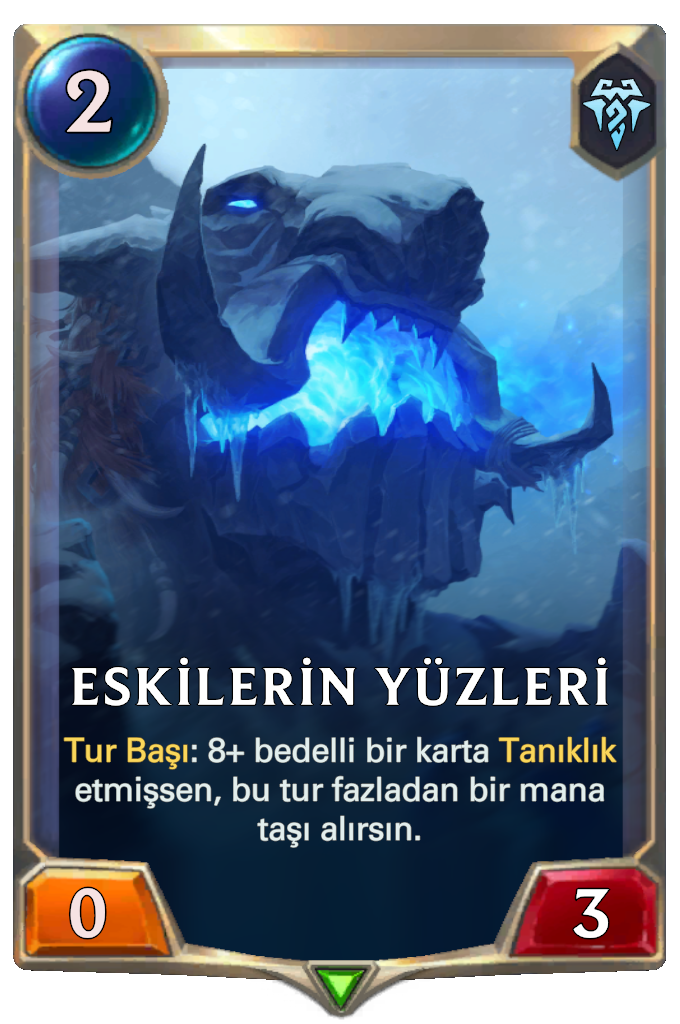 2
ESKİLERİN YÜZLERİ
Tur Başı: 8+ bedelli bir karta Tanıklık
etmişsen, bu tur fazladan bir mana
taşı alırsın.
0
3